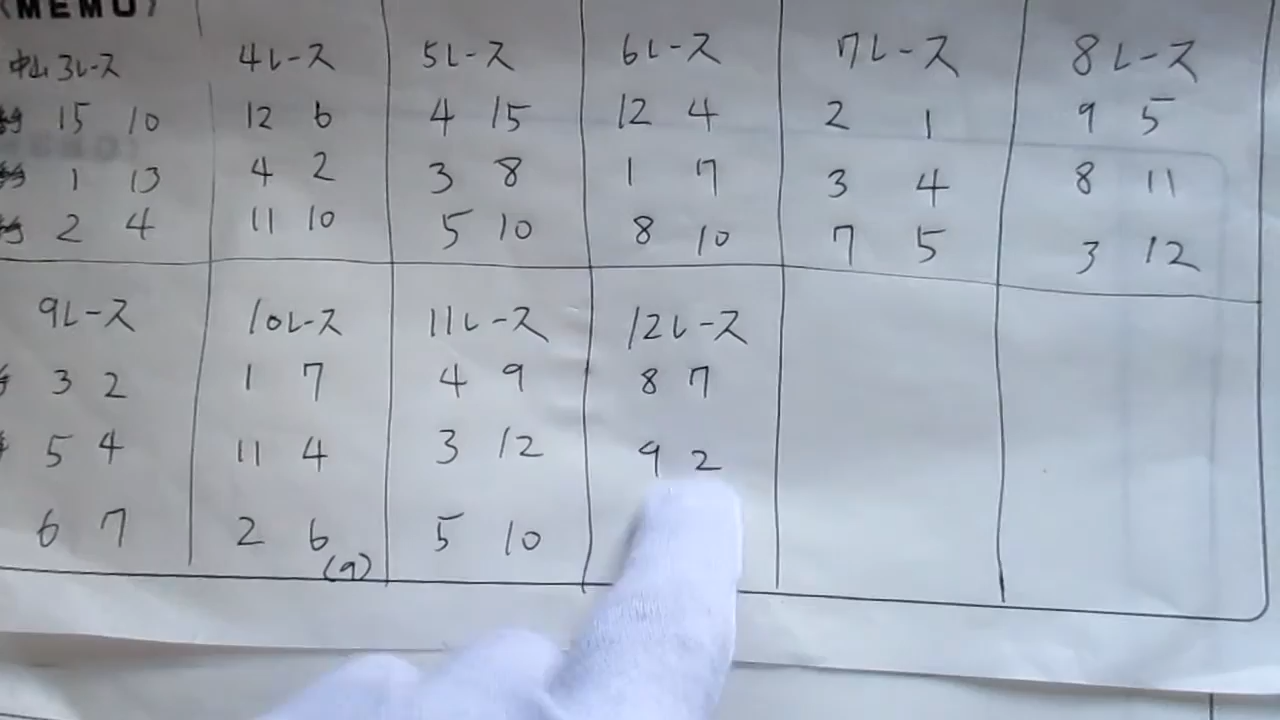 (MEMO)
中山3レース
15 10
1 13
2 4
4レース
12 6
4 2
11 10
5レース
4 15
3 8
5 10
6レース
12 4
1 7
8 10
7レース
2 1
3 4
7 5
8レース
9 5
8 11
3 12
9レース
3 2
5 4
6 7
10レース
1 7
11 4
2 6
(9)
11レース
4 9
3 12
5 10
12レース
8 7
9 2